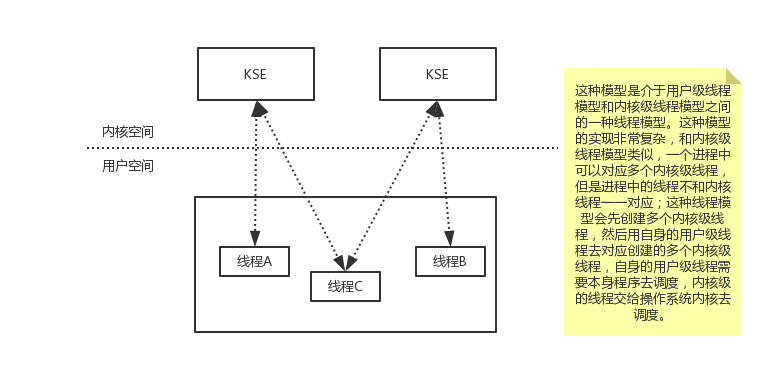 KSE
KSE
内核空间
用户空间
线程A
线程C
线程B
这种模型是介于用户级线程
模型和内核级线程模型之间
的一种线程模型。这种模型
的实现非常复杂，和内核级
线程模型类似，一个进程中
可以对应多个内核级线程，
但是进程中的线程不和内核
线程一一对应；这种线程模
型会先创建多个内核级线
程，然后用自身的用户级线
程去对应创建的多个内核级
线程，自身的用户级线程需
要本身程序去调度，内核级
的线程交给操作系统内核去
调度。